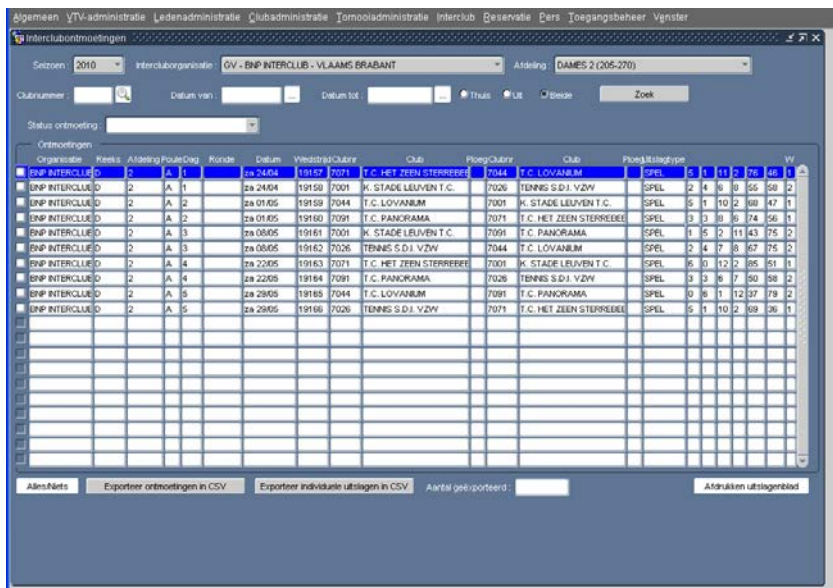 Algemeen VTV-administratie Ledenadministratie Clubadministratie Tornooiadministratie Interclub Reservatie Pers Toegangsbeheer Venster
Interclubontmoetingen
Seizoen : 2010 Intercluborganisatie : GV - BNP INTERCLUB - VLAAMS BRABANT Afdeling : DAMES 2 (205-270)
Clubnummer : Datum van : ... Datum tot : ... Thuis Uit Beide Zoek
Status ontmoeting :
Ontmoetingen
Organisatie Reeks Afdeling Poule Dag Ronde Datum Wedstrijd Clubnr Club Ploeg Clubnr Club Ploeg Uitslagtype W
BNP INTERCLUB D 2 A 1 za 24/04 19157 7071 T.C. HET ZEEN STERREBEE 7044 T.C. LOVANIUM SPEL 5 1 11 2 76 46 1
BNP INTERCLUB D 2 A 1 za 24/04 19158 7001 K. STADE LEUVEN T.C. 7026 TENNIS S.D.I. VZW SPEL 2 4 6 8 55 58 2
BNP INTERCLUB D 2 A 2 za 01/05 19159 7044 T.C. LOVANIUM 7001 K. STADE LEUVEN T.C. SPEL 5 1 10 2 68 47 1
BNP INTERCLUB D 2 A 2 za 01/05 19160 7091 T.C. PANORAMA 7071 T.C. HET ZEEN STERREBEE SPEL 3 3 8 6 74 56 1
BNP INTERCLUB D 2 A 3 za 08/05 19161 7001 K. STADE LEUVEN T.C. 7091 T.C. PANORAMA SPEL 1 5 2 11 43 75 2
BNP INTERCLUB D 2 A 3 za 08/05 19162 7026 TENNIS S.D.I. VZW 7044 T.C. LOVANIUM SPEL 2 4 7 8 67 75 2
BNP INTERCLUB D 2 A 4 za 22/05 19163 7071 T.C. HET ZEEN STERREBEE 7001 K. STADE LEUVEN T.C. SPEL 6 0 12 2 85 51 1
BNP INTERCLUB D 2 A 4 za 22/05 19164 7091 T.C. PANORAMA 7026 TENNIS S.D.I. VZW SPEL 3 3 6 7 50 58 2
BNP INTERCLUB D 2 A 5 za 29/05 19165 7044 T.C. LOVANIUM 7091 T.C. PANORAMA SPEL 0 6 1 12 37 79 2
BNP INTERCLUB D 2 A 5 za 29/05 19166 7026 TENNIS S.D.I. VZW 7071 T.C. HET ZEEN STERREBEE SPEL 5 1 10 2 69 36 1
Alles/Niets Exporteer ontmoetingen in CSV Exporteer individuele uitslagen in CSV Aantal geëxporteerd : Afdrukken uitslagenblad